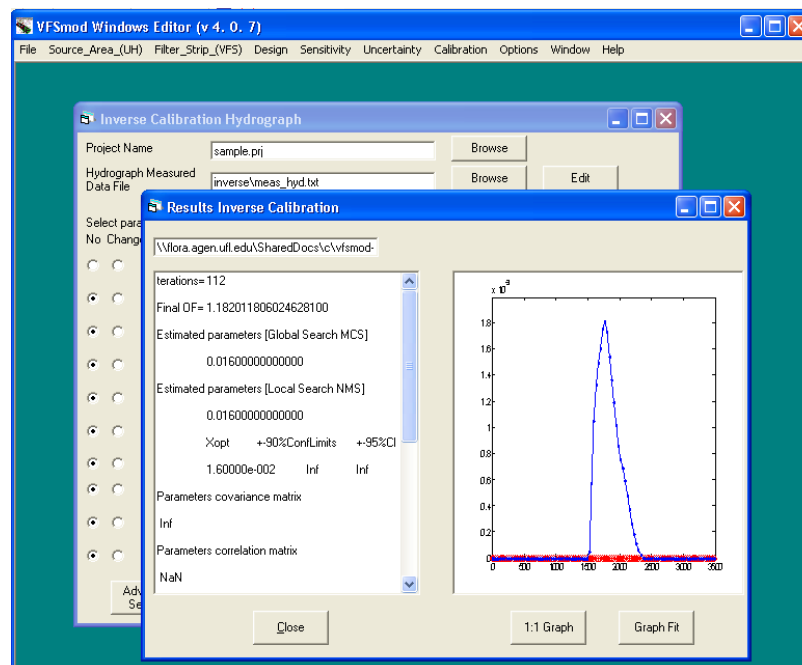 VFSmod Windows Editor (v 4. 0. 7)
File Source_Area_(UH) Filter_Strip_(VFS) Design Sensitivity Uncertainty Calibration Options Window Help
Inverse Calibration Hydrograph
Project Name sample.prj Browse
Hydrograph Measured
Data File inverse\meas_hyd.txt Browse Edit
Select para
No Change
Results Inverse Calibration
\\flora.agen.ufl.edu\SharedDocs\c\vfsmod-
terations= 112
Final OF= 1.182011806024628100
Estimated parameters [Global Search MCS]
0.01600000000000
Estimated parameters [Local Search NMS]
0.01600000000000
Xopt +-90%ConfLimits +-95%Cl
1.60000e-002 Inf Inf
Parameters covariance matrix
Inf
Parameters correlation matrix
NaN
1.8
1.6
1.4
1.2
1
0.8
0.6
0.4
0.2
0
0 500 1000 1500 2000 2500 3000 3500
Adv
Se
Close
1:1 Graph
Graph Fit